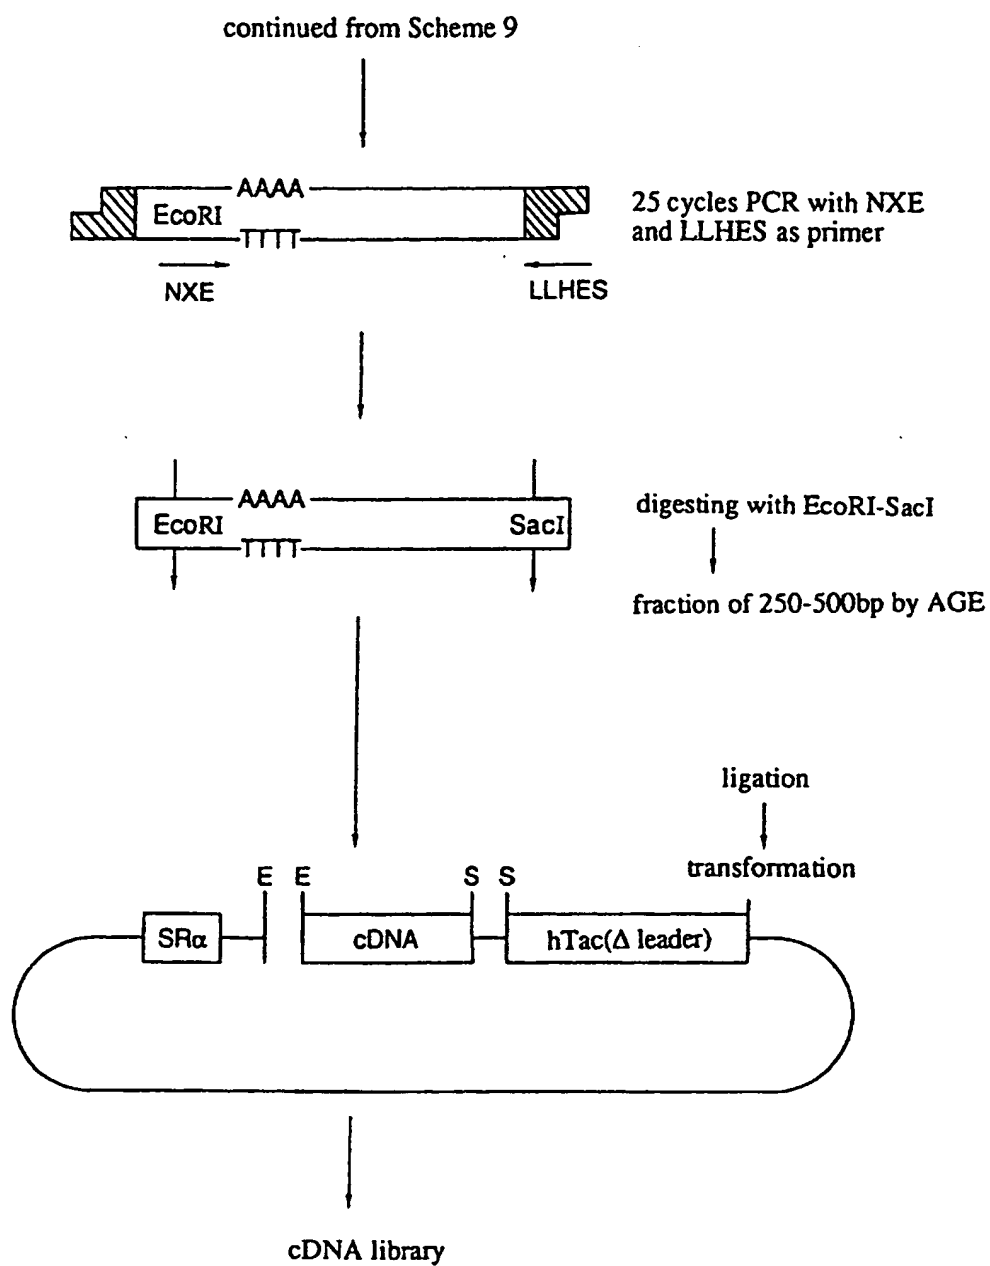 continued from Scheme 9
AAAA
EcoRI
TTTT
NXE
LLHES
25 cycles PCR with NXE
and LLHES as primer
AAAA
EcoRI
SacI
TTTT
digesting with EcoRI-SacI
fraction of 250-500bp by AGE
ligation
transformation
E E S S
SRα
cDNA
hTac(Δ leader)
cDNA library